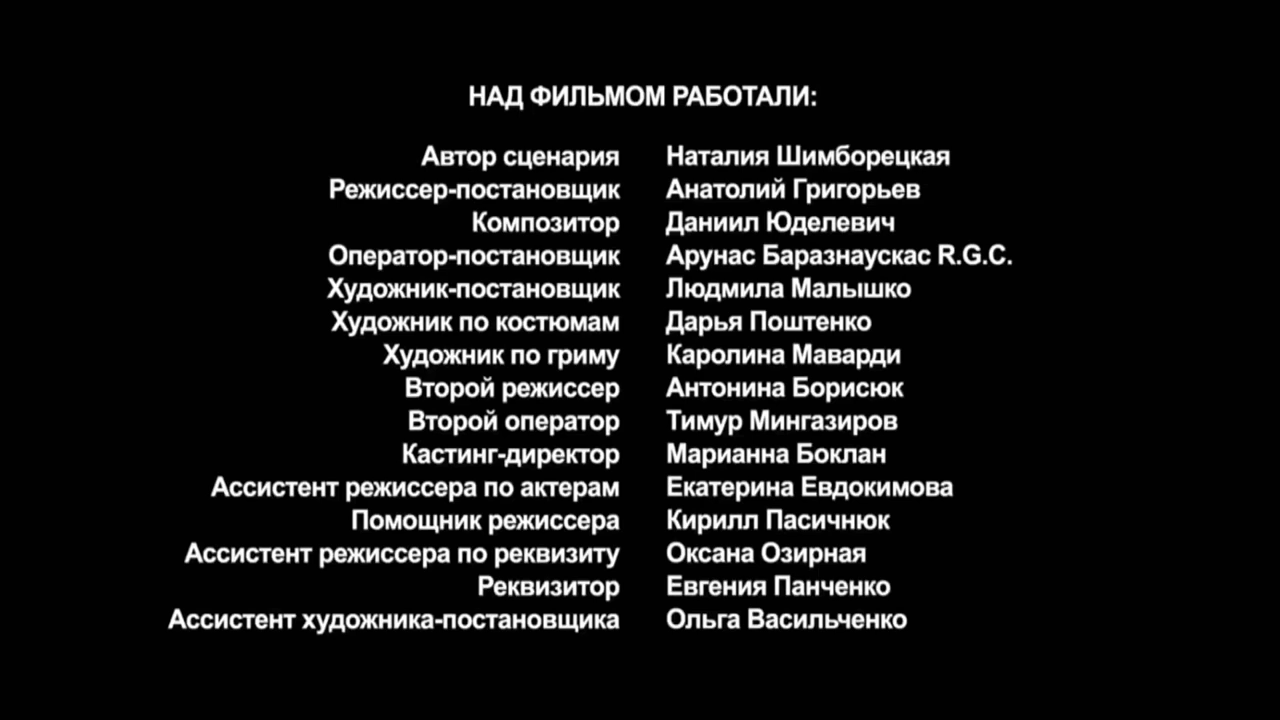 НАД ФИЛЬМОМ РАБОТАЛИ:
Автор сценария Наталия Шимборецкая
Режиссер-постановщик Анатолий Григорьев
Композитор Даниил Юделевич
Оператор-постановщик Арунас Баразнаускас R.G.C.
Художник-постановщик Людмила Малышко
Художник по костюмам Дарья Поштенко
Художник по гриму Каролина Маварди
Второй режиссер Антонина Борисюк
Второй оператор Тимур Мингазиров
Кастинг-директор Марианна Боклан
Ассистент режиссера по актерам Екатерина Евдокимова
Помощник режиссера Кирилл Пасичнюк
Ассистент режиссера по реквизиту Оксана Озирная
Реквизитор Евгения Панченко
Ассистент художника-постановщика Ольга Васильченко